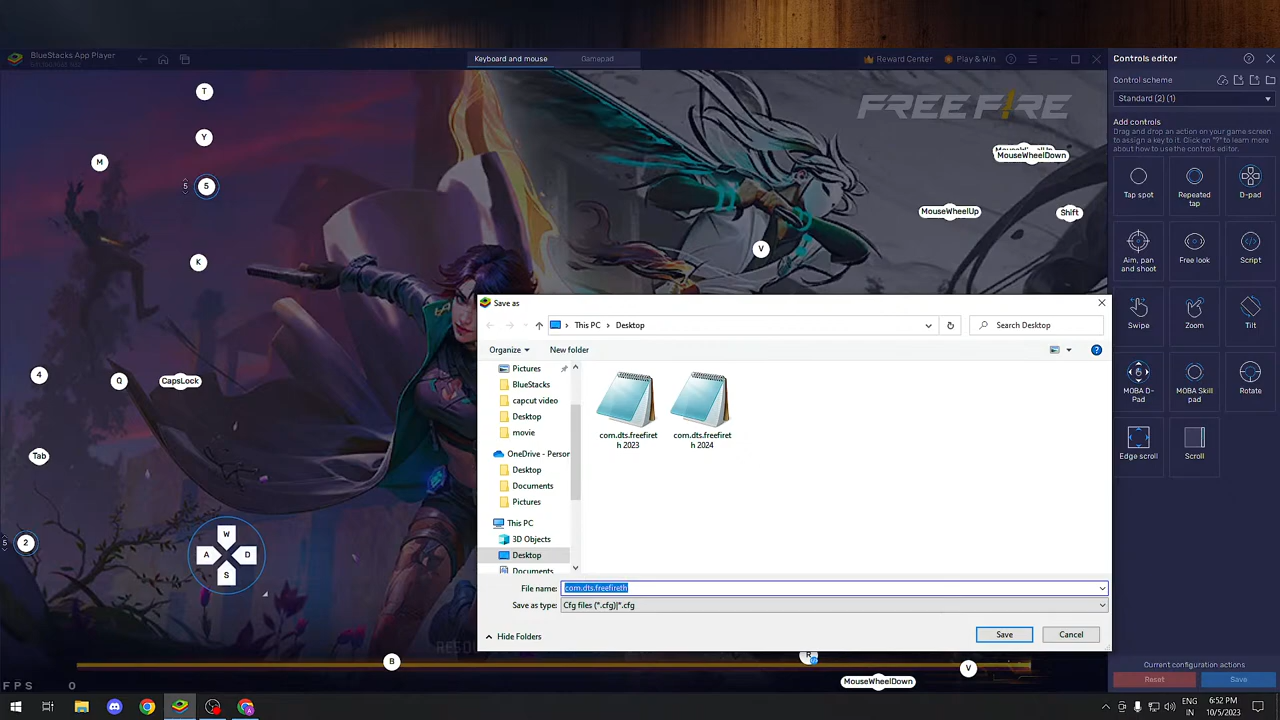 BlueStacks App Player
Keyboard and mouse
Gamepad
Reward Center
Play & Win
Controls editor
Control scheme
Standard (2) (1)
Add controls
Drag and drop an action on your game screen
to assign a key to it. Click on "?" to learn more
about how to use the controls editor.
Tap spot
Repeated
tap
D-pad
Aim, pan
and shoot
Free look
Script
Swipe
Zoom
Tilt
MOBA D-
Pad
MOBA Skill
pad
Rotate
Edge scroll
Scroll
Current configuration actions
Reset
Save
FREE FIRE
T
Y
M
5
5
K
MouseWheelDown
MouseWheelUp
Shift
V
4
Q
CapsLock
Tab
5
2
W
A
D
S
B
R
V
MouseWheelDown
FPS 0
Save as
This PC
Desktop
Search Desktop
Organize
New folder
Pictures
BlueStacks
capcut video
Desktop
movie
OneDrive - Person
Desktop
Documents
Pictures
This PC
3D Objects
Desktop
Documents
com.dts.freefiret
h 2023
com.dts.freefiret
h 2024
File name:
com.dts.freefireth
Save as type:
Cfg files (*.cfg)|*.cfg
Hide Folders
Save
Cancel
6:52 PM
IN
10/5/2023